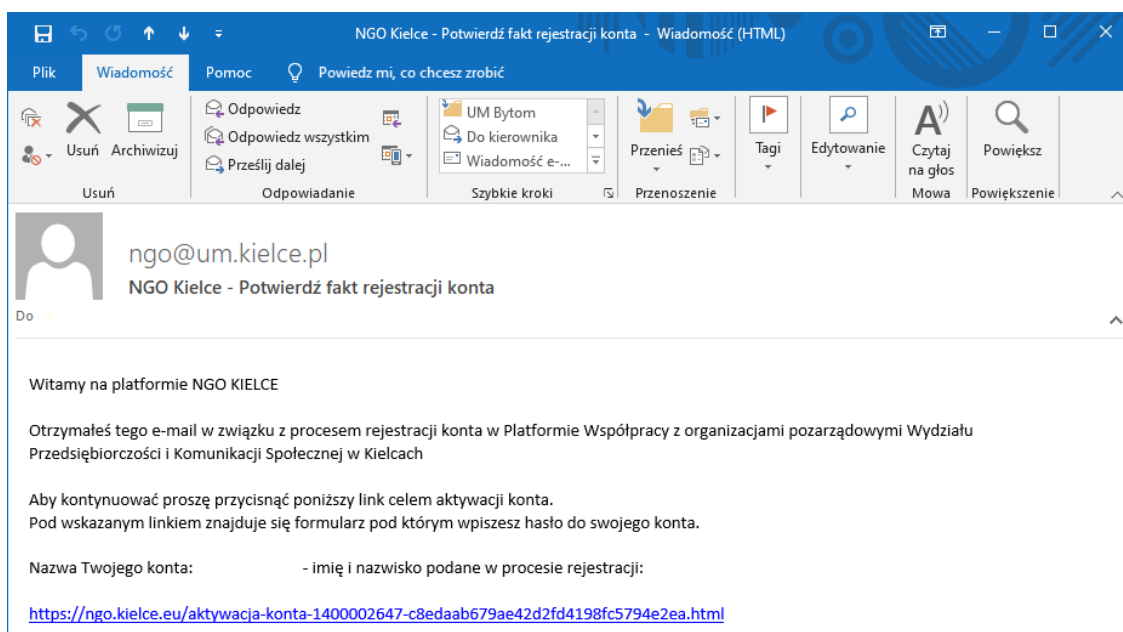 NGO Kielce - Potwierdź fakt rejestracji konta - Wiadomość (HTML)
Plik Wiadomość Pomoc Powiedz mi, co chcesz zrobić
Usuń Archiwizuj
Odpowiedz
Odpowiedz wszystkim
Prześlij dalej
UM Bytom
Do kierownika
Wiadomość e-...
Przenieś
Tagi
Edytowanie
Czytaj
na głos
Powiększ
Usuń Odpowiadanie Szybkie kroki Przenoszenie Mowa Powiększenie
ngo@um.kielce.pl
NGO Kielce - Potwierdź fakt rejestracji konta
Do
Witamy na platformie NGO KIELCE
Otrzymałeś tego e-mail w związku z procesem rejestracji konta w Platformie Współpracy z organizacjami pozarządowymi Wydziału
Przedsiębiorczości i Komunikacji Społecznej w Kielcach
Aby kontynuować proszę przycisnąć poniższy link celem aktywacji konta.
Pod wskazanym linkiem znajduje się formularz pod którym wpiszesz hasło do swojego konta.
Nazwa Twojego konta: - imię i nazwisko podane w procesie rejestracji:
https://ngo.kielce.eu/aktywacja-konta-1400002647-c8edaab679ae42d2fd4198fc5794e2ea.html